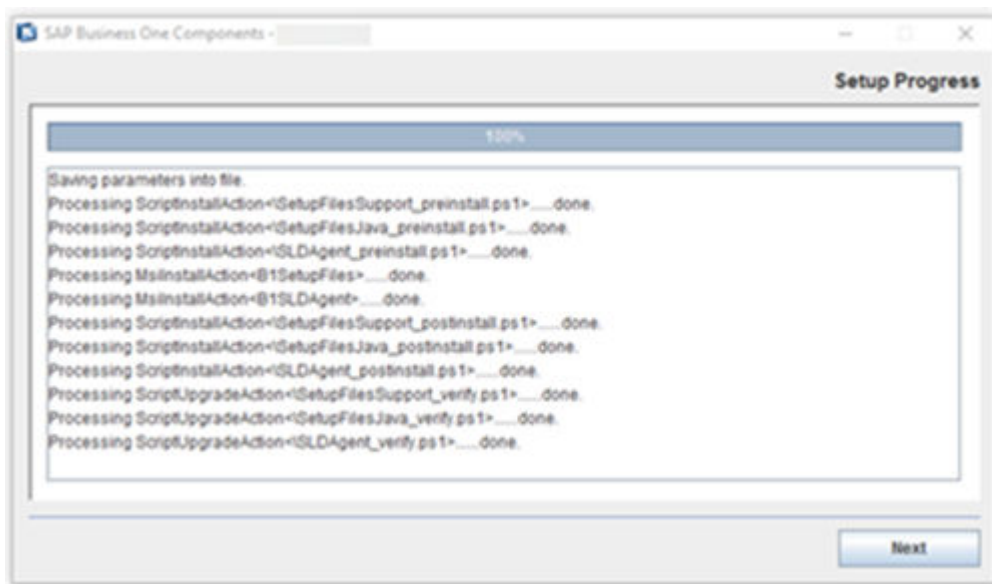 SAP Business One Components -
Setup Progress
100%
Saving parameters into file.
Processing ScriptInstallAction<\SetupFilesSupport_preinstall.ps1>......done.
Processing ScriptInstallAction<\SetupFilesJava_preinstall.ps1>......done.
Processing ScriptInstallAction<\SLDAgent_preinstall.ps1>......done.
Processing MsiInstallAction<B1SetupFiles>......done.
Processing MsiInstallAction<B1SLDAgent>......done.
Processing ScriptInstallAction<\SetupFilesSupport_postinstall.ps1>......done.
Processing ScriptInstallAction<\SetupFilesJava_postinstall.ps1>......done.
Processing ScriptInstallAction<\SLDAgent_postinstall.ps1>......done.
Processing ScriptUpgradeAction<\SetupFilesSupport_verify.ps1>......done.
Processing ScriptUpgradeAction<\SetupFilesJava_verify.ps1>......done.
Processing ScriptUpgradeAction<\SLDAgent_verify.ps1>......done.
Next